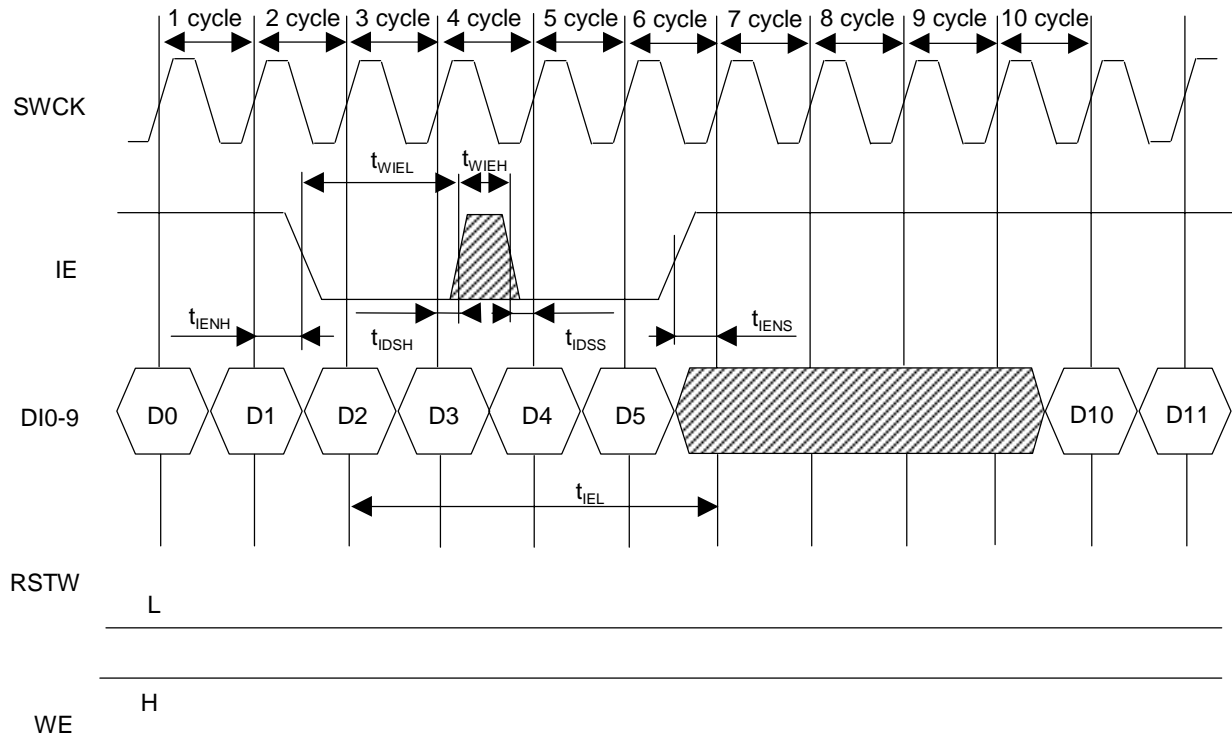 1 cycle 2 cycle 3 cycle 4 cycle 5 cycle 6 cycle 7 cycle 8 cycle 9 cycle 10 cycle
SWCK
tWIEL tWIEH
IE
tIENH tIDSH tIDSS tIENS
DI0-9 D0 D1 D2 D3 D4 D5 D10 D11
tIEL
RSTW
L
H
WE